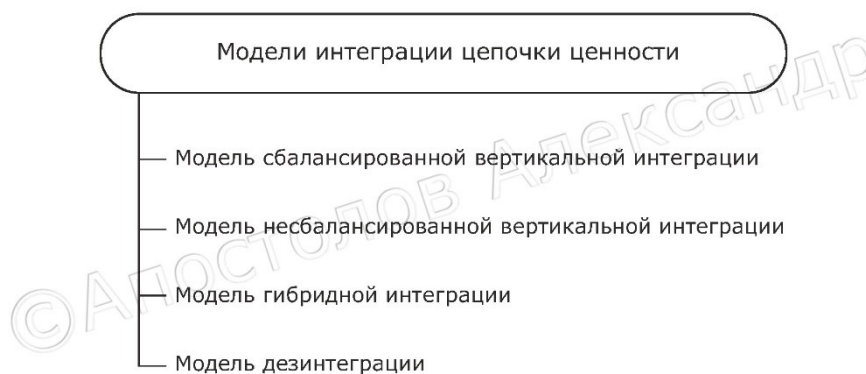 Модели интеграции цепочки ценности
Модель сбалансированной вертикальной интеграции
Модель несбалансированной вертикальной интеграции
Модель гибридной интеграции
Модель дезинтеграции
©Апостолов Александр